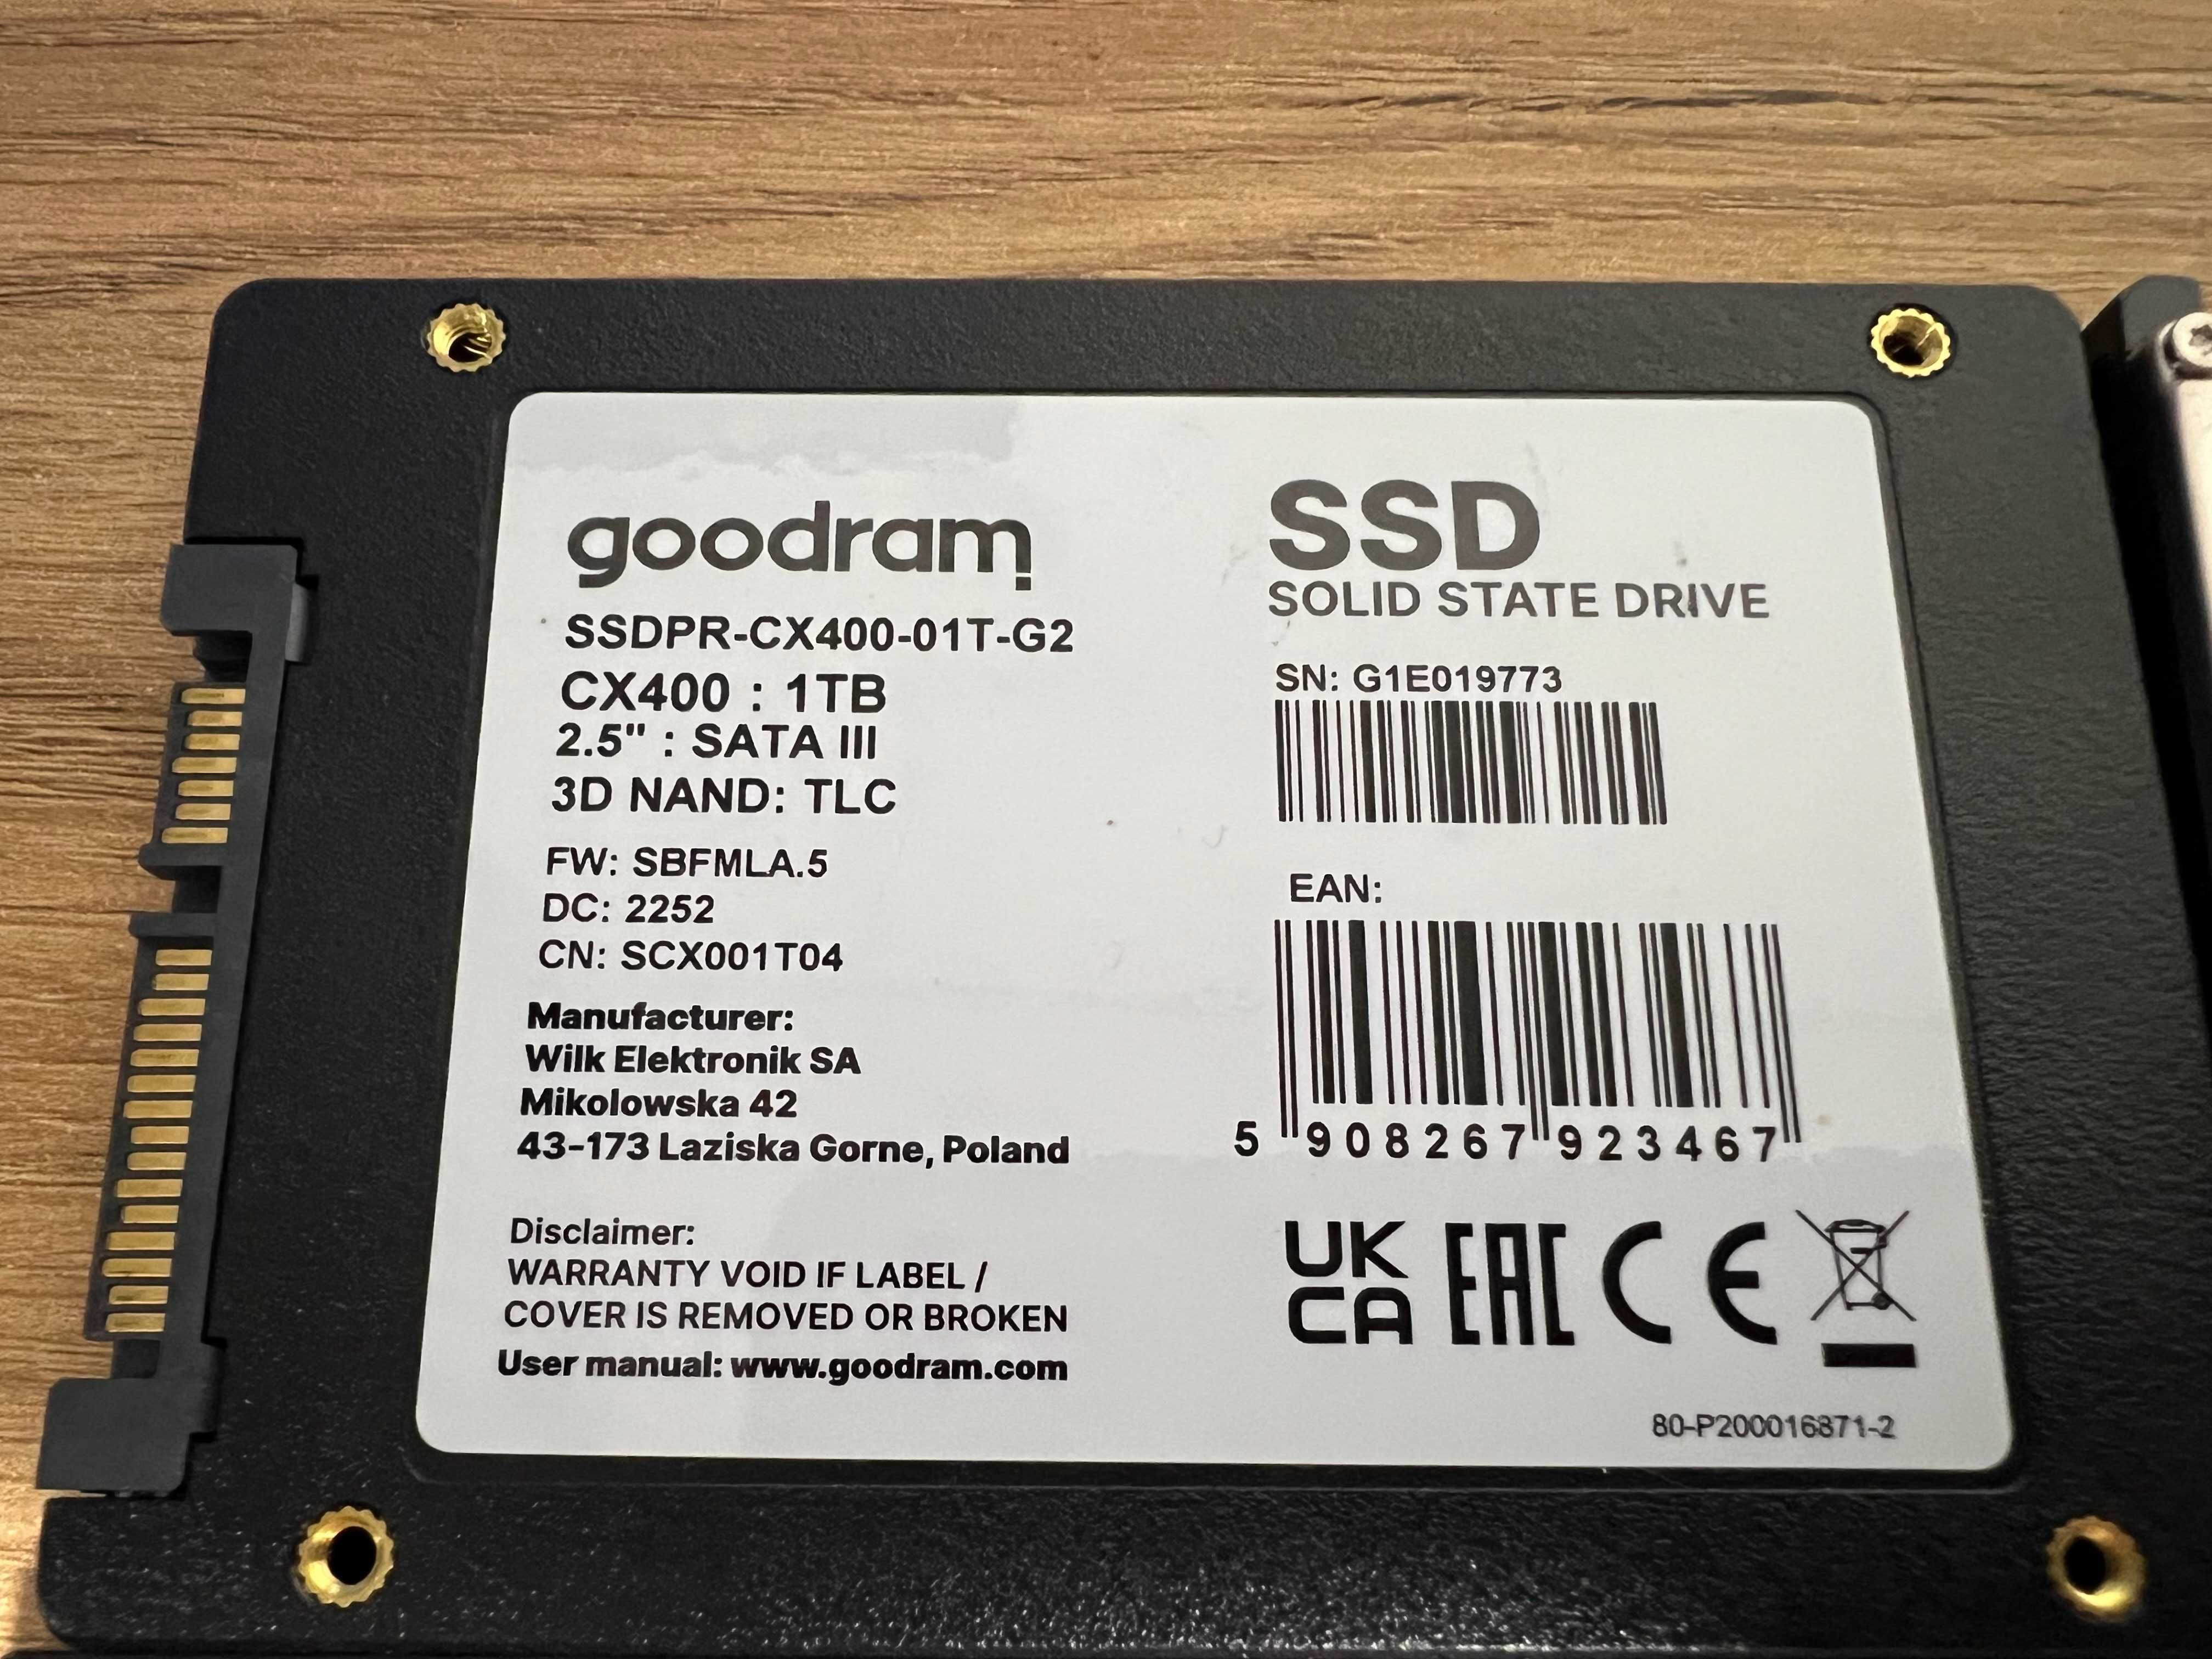 goodram
SSDPR-CX400-01T-G2
CX400 : 1TB
2.5" : SATA III
3D NAND: TLC
FW: SBFMLA.5
DC: 2252
CN: SCX001T04
Manufacturer:
Wilk Elektronik SA
Mikolowska 42
43-173 Laziska Gorne, Poland
Disclaimer:
WARRANTY VOID IF LABEL /
COVER IS REMOVED OR BROKEN
User manual: www.goodram.com
SSD
SOLID STATE DRIVE
SN: G1E019773
EAN:
5 908267 923467
UK
CA EAC CE
80-P200016871-2